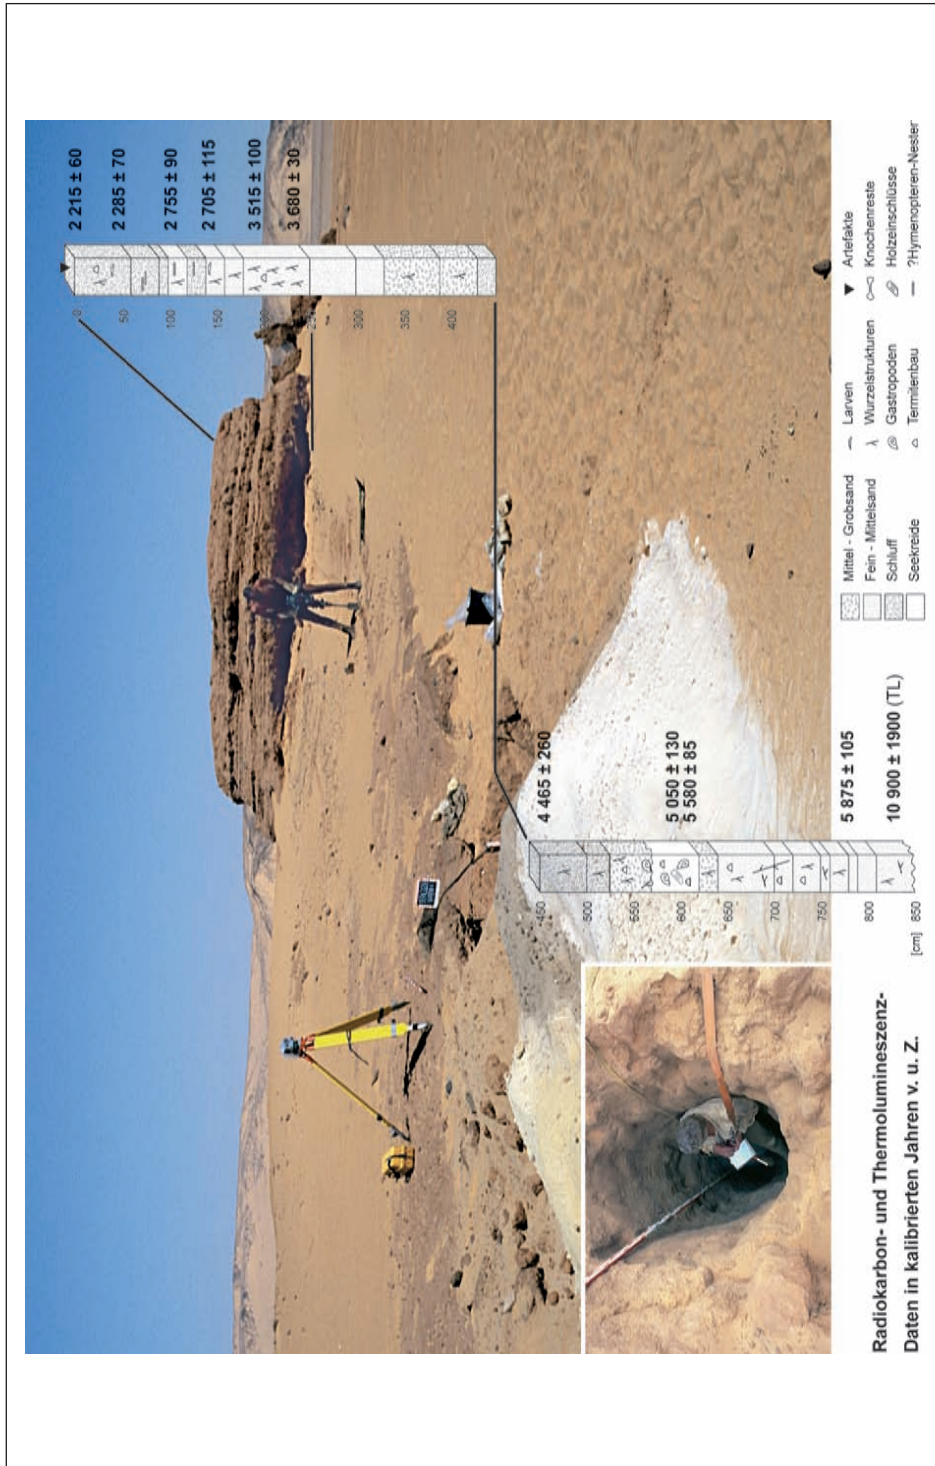 2 215 ± 60
2 285 ± 70
2 755 ± 90
2 705 ± 115
3 515 ± 100
3 680 ± 30
0
50
100
150
300
350
400
4 465 ± 260
5 050 ± 130
5 580 ± 85
5 875 ± 105
10 900 ± 1900 (TL)
450
500
550
600
650
700
750
800
[cm] 850
Mittel - Grobsand
Fein - Mittelsand
Schluff
Seekreide
Larven
Wurzelstrukturen
Gastropoden
Termitenbau
Artefakte
Knochenreste
Holzeinschlüsse
?Hymenopteren-Nester
Radiokarbon- und Thermolumineszenz-
Daten in kalibrierten Jahren v. u. Z.